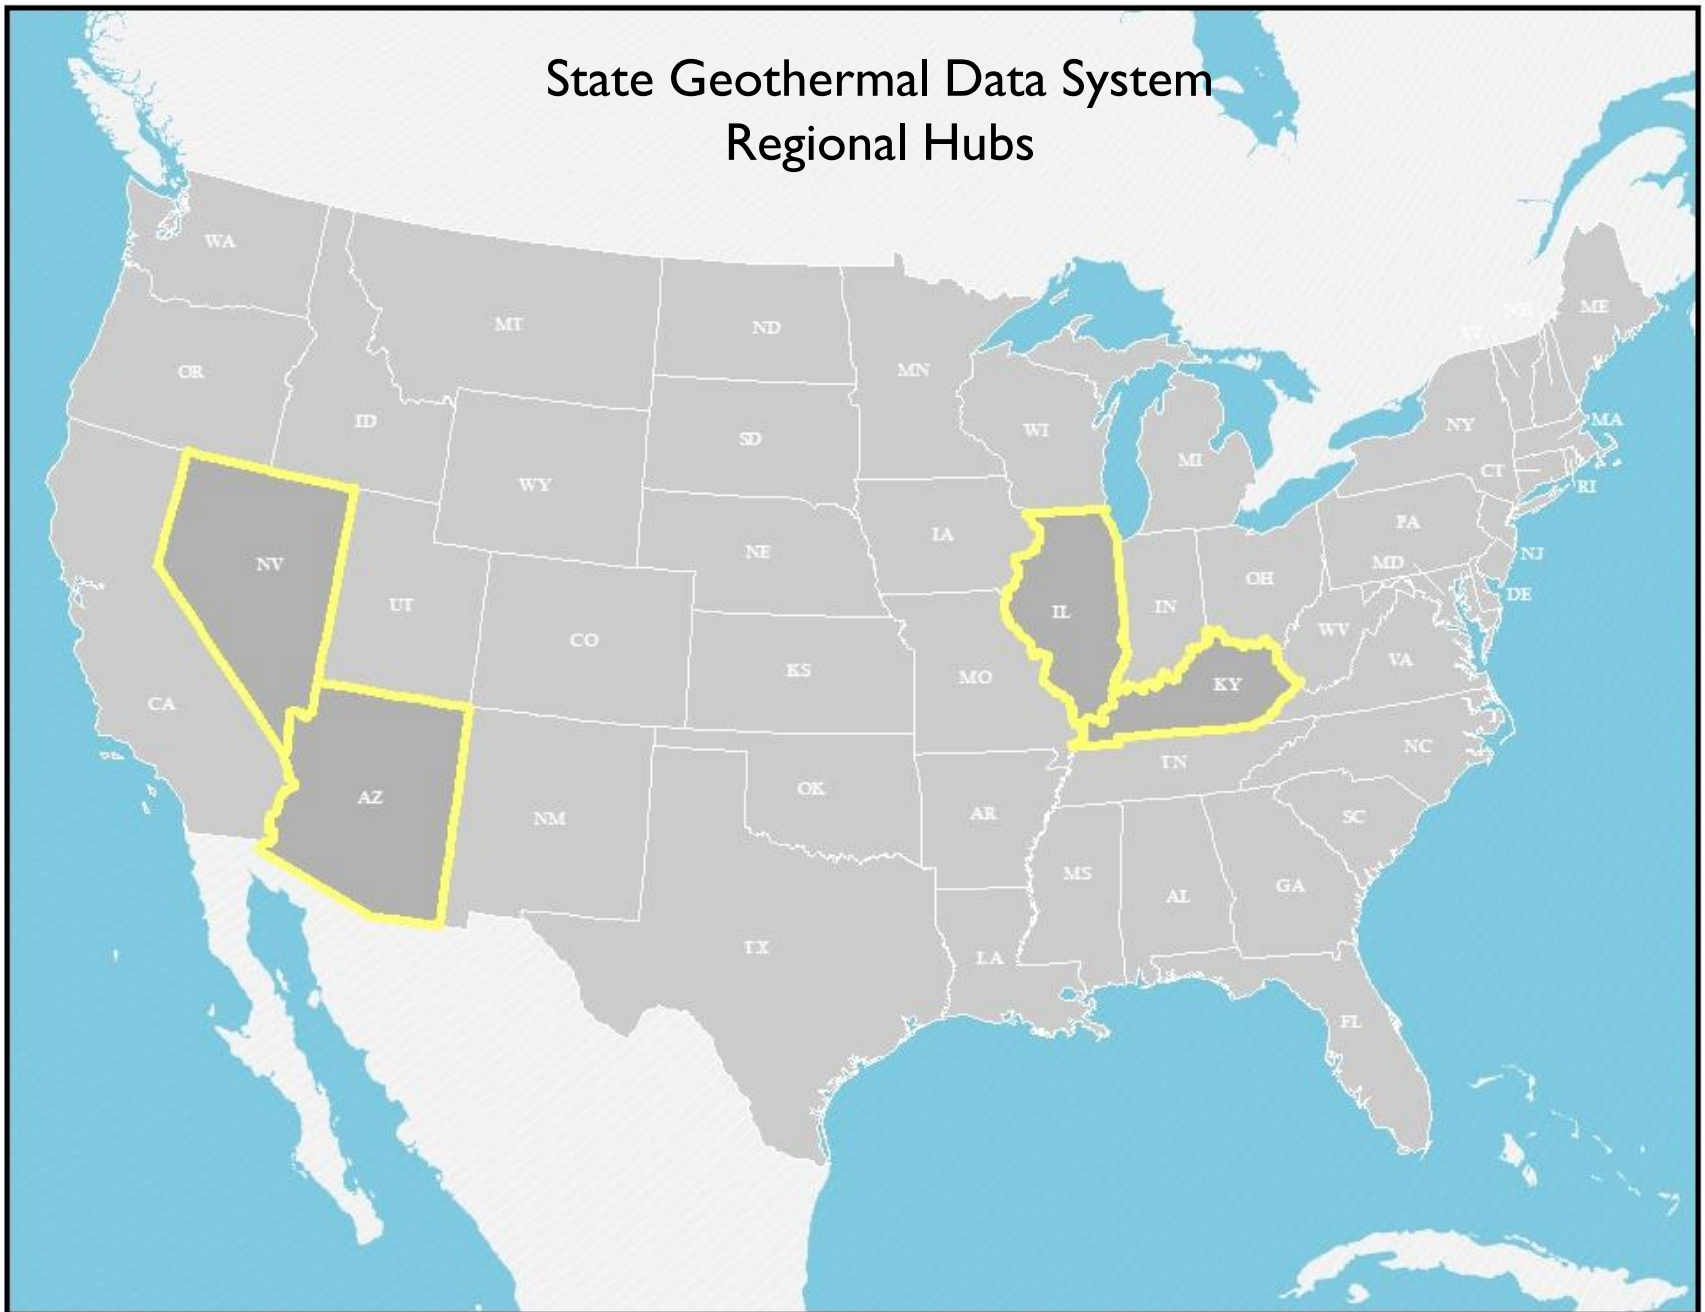 State Geothermal Data System
Regional Hubs
WA
ME
NH
MT
ND
VT
OR
MN
ID
MA
NY
WI
SD
MI
CT
WY
RI
PA
IA
NE
NJ
NV
MD
OH
DE
UT
IN
IL
WV
CO
VA
KS
MO
KY
CA
NC
TN
OK
AZ
AR
SC
NM
MS
GA
AL
TX
LA
FL